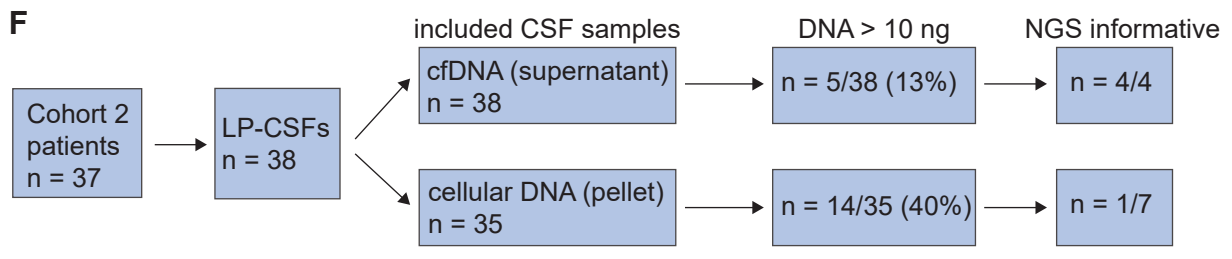 F
included CSF samples
DNA > 10 ng
NGS informative
Cohort 2
patients
n = 37
LP-CSFs
n = 38
cfDNA (supernatant)
n = 38
n = 5/38 (13%)
n = 4/4
cellular DNA (pellet)
n = 35
n = 14/35 (40%)
n = 1/7